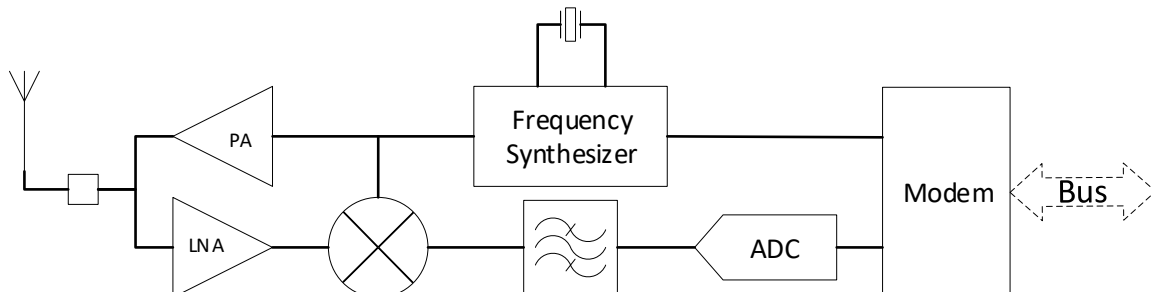 Frequency
Synthesizer
PA
Modem
Bus
LNA
ADC